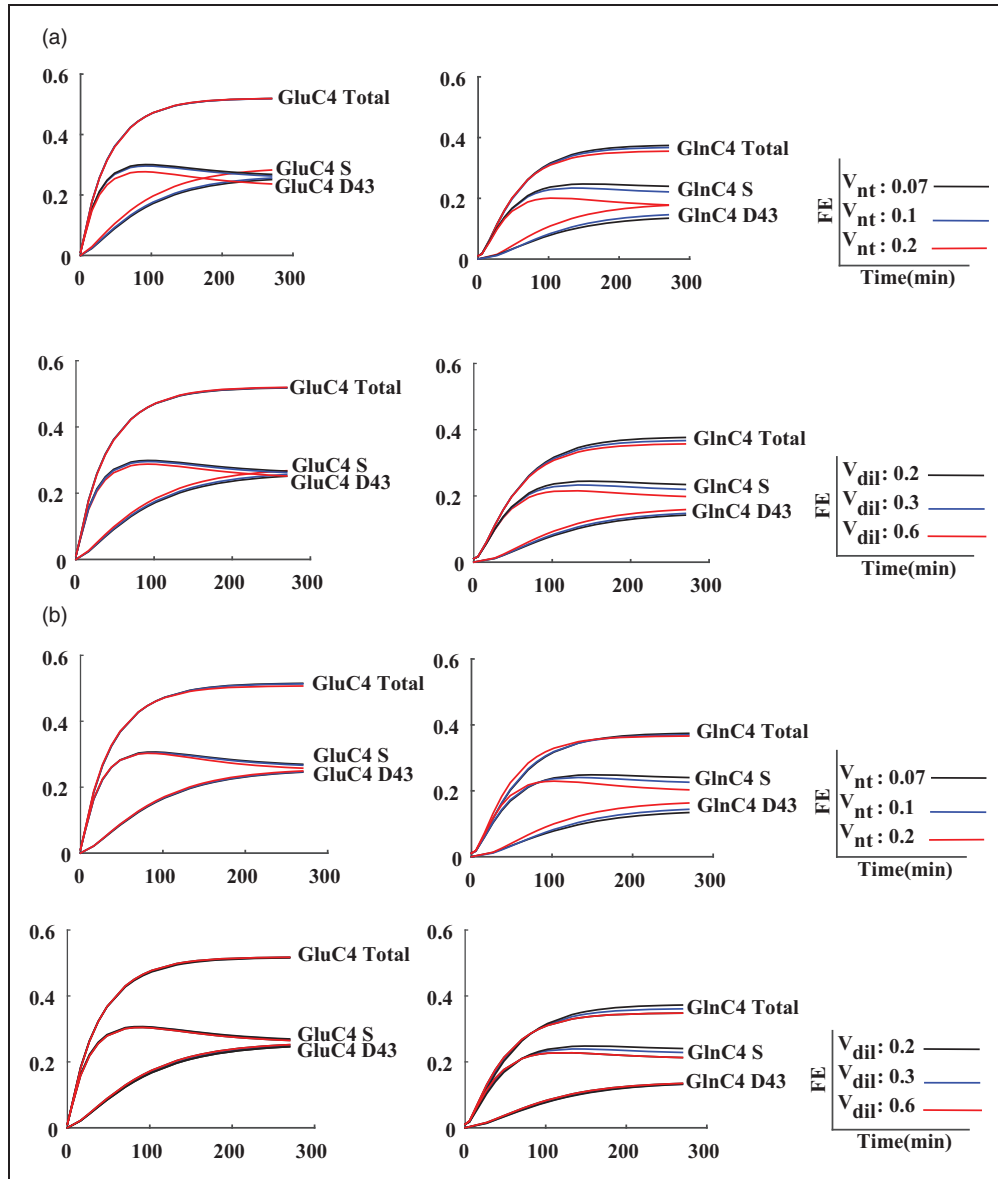 (a)
0.6
0.4
0.2
0
0
100
200
300
GluC4 Total
GluC4 S
GluC4 D43
0.6
0.4
0.2
0
0
100
200
300
GlnC4 Total
GlnC4 S
GlnC4 D43
FE
Vnt: 0.07
Vnt: 0.1
Vnt: 0.2
Time(min)
0.6
0.4
0.2
0
0
100
200
300
GluC4 Total
GluC4 S
GluC4 D43
0.6
0.4
0.2
0
0
100
200
300
GlnC4 Total
GlnC4 S
GlnC4 D43
FE
Vdil: 0.2
Vdil: 0.3
Vdil: 0.6
Time(min)
(b)
0.6
0.4
0.2
0
0
100
200
300
GluC4 Total
GluC4 S
GluC4 D43
0.6
0.4
0.2
0
0
100
200
300
GlnC4 Total
GlnC4 S
GlnC4 D43
FE
Vnt: 0.07
Vnt: 0.1
Vnt: 0.2
Time(min)
0.6
0.4
0.2
0
0
100
200
300
GluC4 Total
GluC4 S
GluC4 D43
0.6
0.4
0.2
0
0
100
200
300
GlnC4 Total
GlnC4 S
GlnC4 D43
FE
Vdil: 0.2
Vdil: 0.3
Vdil: 0.6
Time(min)